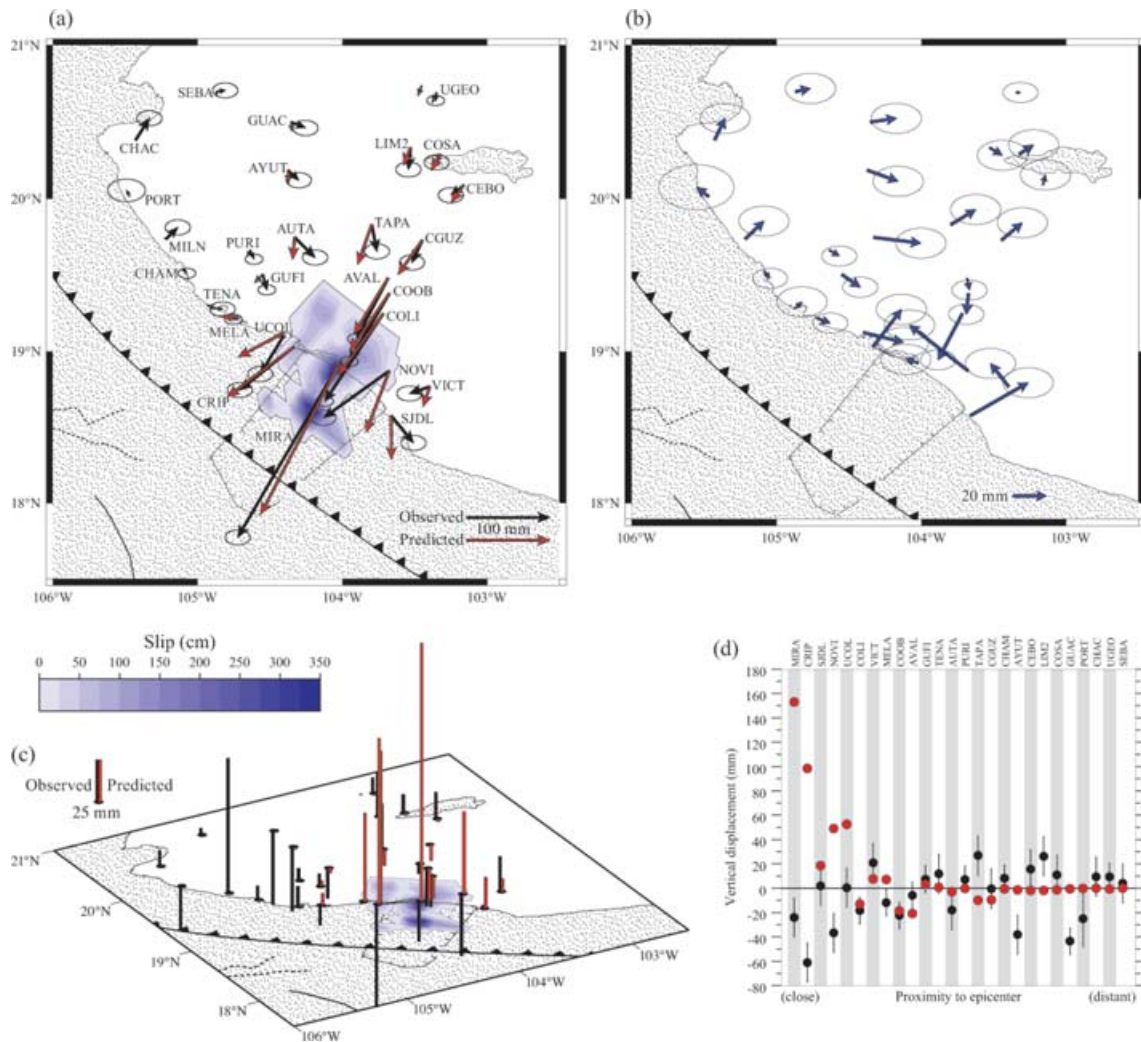 (a)
(b)
21°N
20°N
19°N
18°N
106°W
105°W
104°W
103°W
SEBA
UGEO
CHAC
GUAC
LIM2
COSA
AYUT
CEBO
PORT
MILN
PURI
AUTA
TAPA
CGUZ
CHAM
GUFI
AVAL
TENA
COOB
MELA
UCOL
COLI
NOVI
VICT
CRIP
MIRA
SJDL
Observed
100 mm
Predicted
21°N
20°N
19°N
18°N
106°W
105°W
104°W
103°W
20 mm
Slip (cm)
0 50 100 150 200 250 300 350
(c)
Observed Predicted
25 mm
21°N
20°N
19°N
18°N
106°W
105°W
104°W
103°W
(d)
MIRA
CRIP
SJDL
NOVI
UCOL
COLI
VICT
MELA
COOB
AVAL
GUFI
TENA
AUTA
PURI
TAPA
CGUZ
CHAM
AYUT
CEBO
LIM2
COSA
GUAC
PORT
CHAC
UGEO
SEBA
Vertical displacement (mm)
180
160
140
120
100
80
60
40
20
0
-20
-40
-60
-80
(close) Proximity to epicenter (distant)